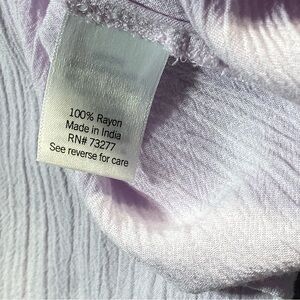 100% Rayon
Made in India
RN# 73277
See reverse for care